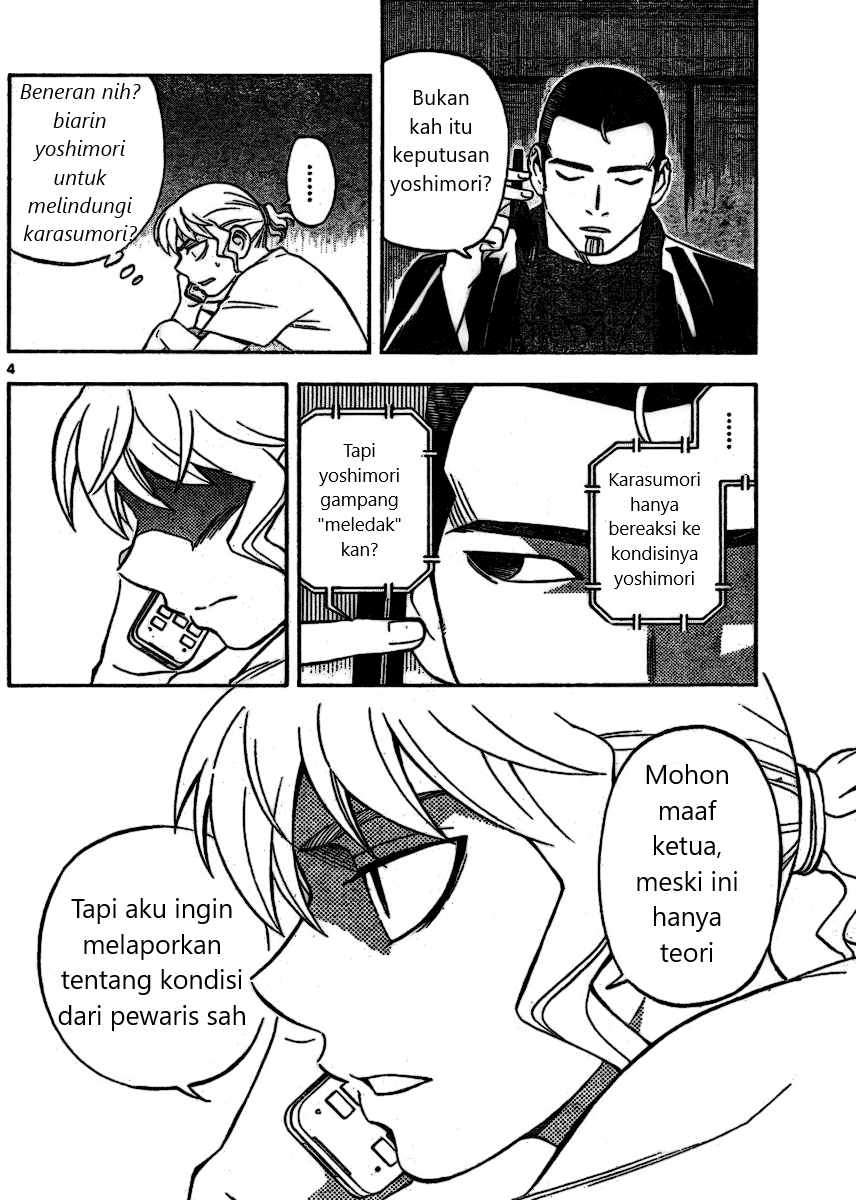 Bukan
kah itu
keputusan
yoshimori?
......
Beneran nih?
biarin
yoshimori
untuk
melindungi
karasumori?
4
......
Karasumori
hanya
bereaksi ke
kondisinya
yoshimori
Tapi
yoshimori
gampang
"meledak"
kan?
Mohon
maaf
ketua,
meski ini
hanya
teori
Tapi aku ingin
melaporkan
tentang kondisi
dari pewaris sah